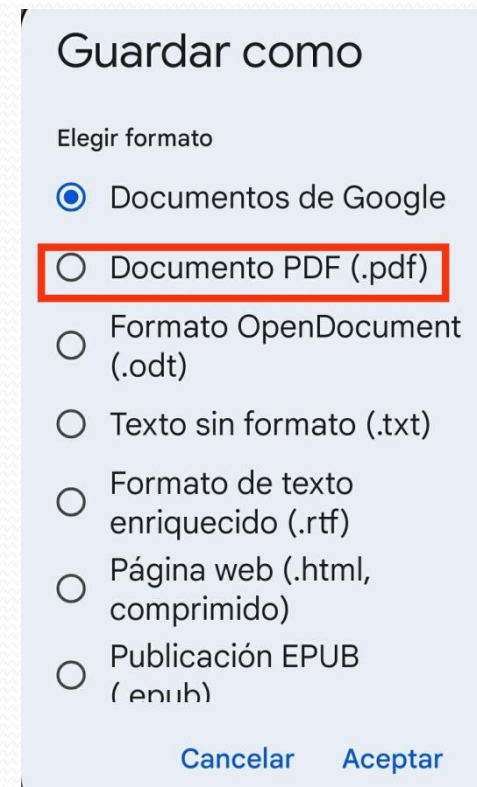 Guardar como
Elegir formato
Documentos de Google
Documento PDF (.pdf)
Formato OpenDocument
(.odt)
Texto sin formato (.txt)
Formato de texto
enriquecido (.rtf)
Página web (.html,
comprimido)
Publicación EPUB
(.epub)
Cancelar Aceptar